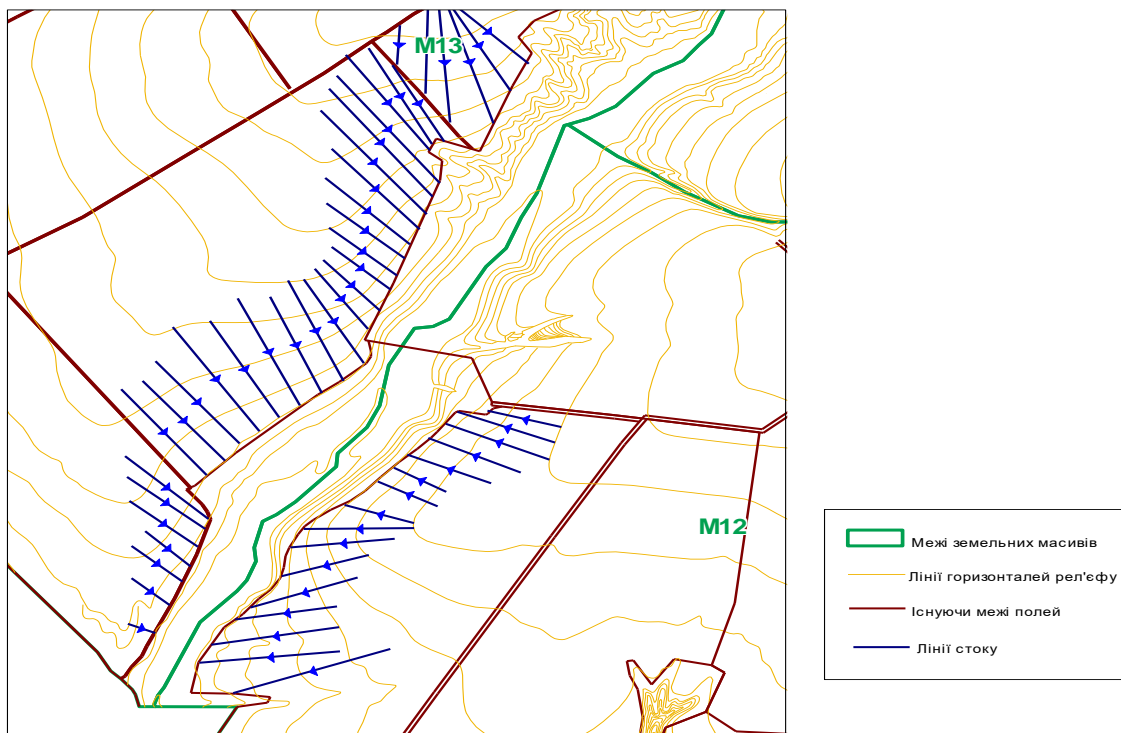 М13
М12
Межі земельних масивів
Лінії горизонталей рел'єфу
Існуючи межі полей
Лінії стоку